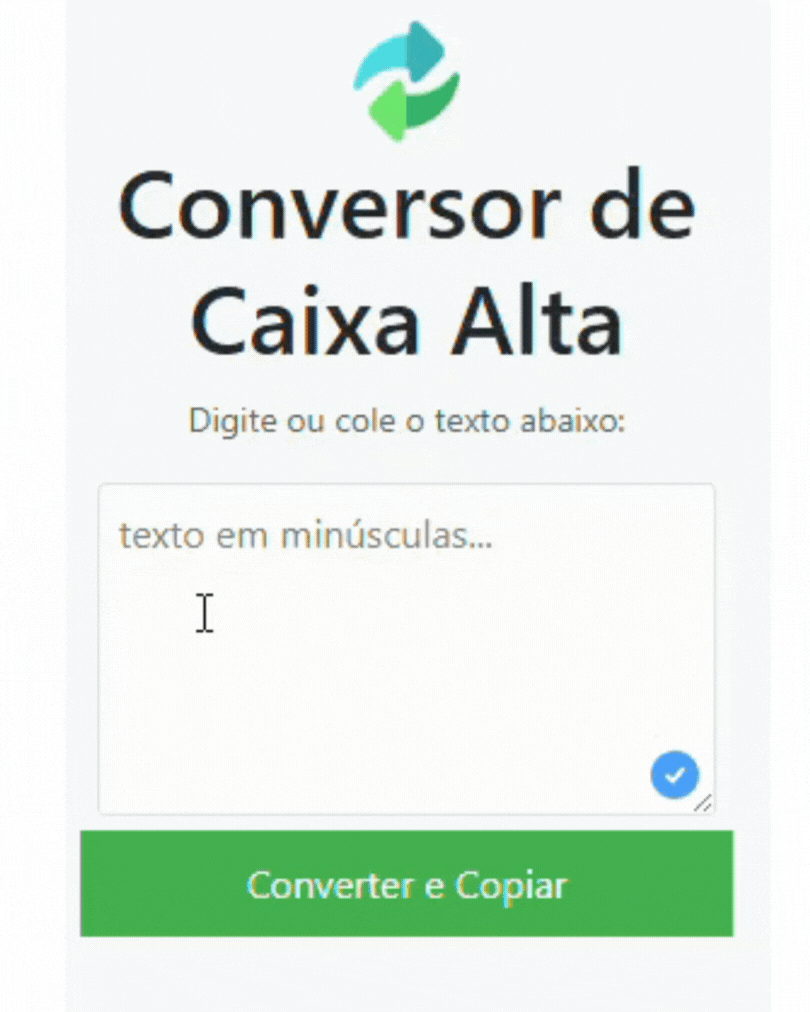 Conversor de
Caixa Alta
Digite ou cole o texto abaixo:
texto em minúsculas...
Converter e Copiar